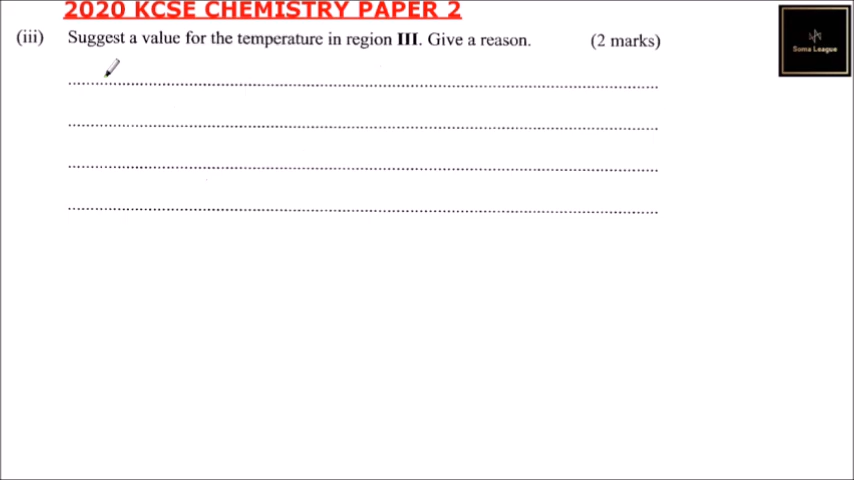 2020 KCSE CHEMISTRY PAPER 2
(iii) Suggest a value for the temperature in region III. Give a reason. (2 marks)
Soma League